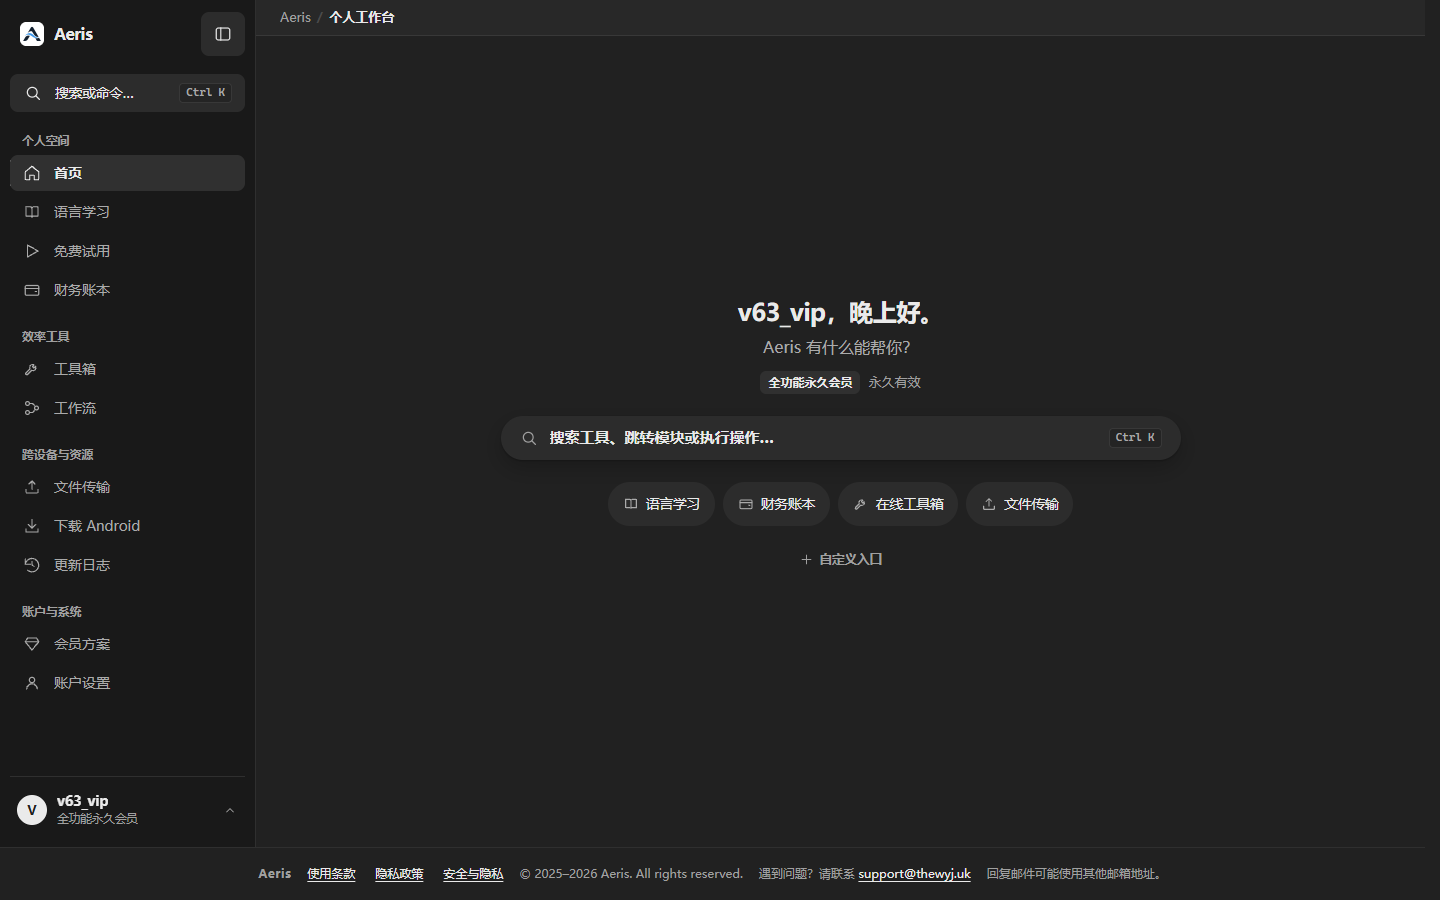 Aeris
搜索或命令... Ctrl K
个人空间
首页
语言学习
免费试用
财务账本
效率工具
工具箱
工作流
跨设备与资源
文件传输
下载 Android
更新日志
账户与系统
会员方案
账户设置
V
v63_vip
全功能永久会员
Aeris / 个人工作台
v63_vip，晚上好。
Aeris 有什么能帮你？
全功能永久会员 永久有效
搜索工具、跳转模块或执行操作... Ctrl K
语言学习 财务账本 在线工具箱 文件传输
自定义入口
Aeris 使用条款 隐私政策 安全与隐私 © 2025–2026 Aeris. All rights reserved. 遇到问题？请联系 support@thewyj.uk 回复邮件可能使用其他邮箱地址。